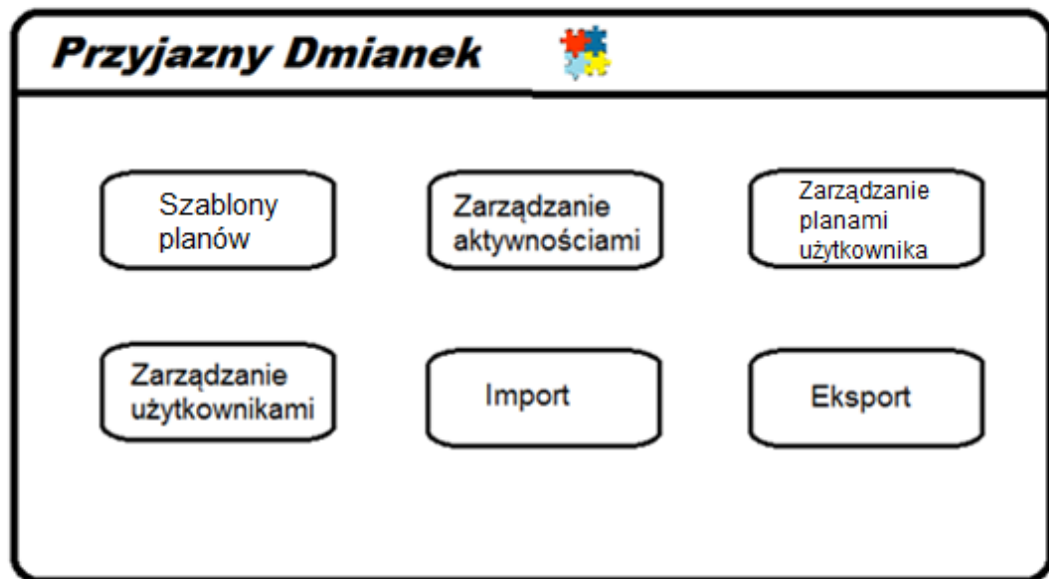 Przyjazny Dmianek
Szablony
planów
Zarządzanie
aktywnościami
Zarządzanie
planami
użytkownika
Zarządzanie
użytkownikami
Import
Eksport